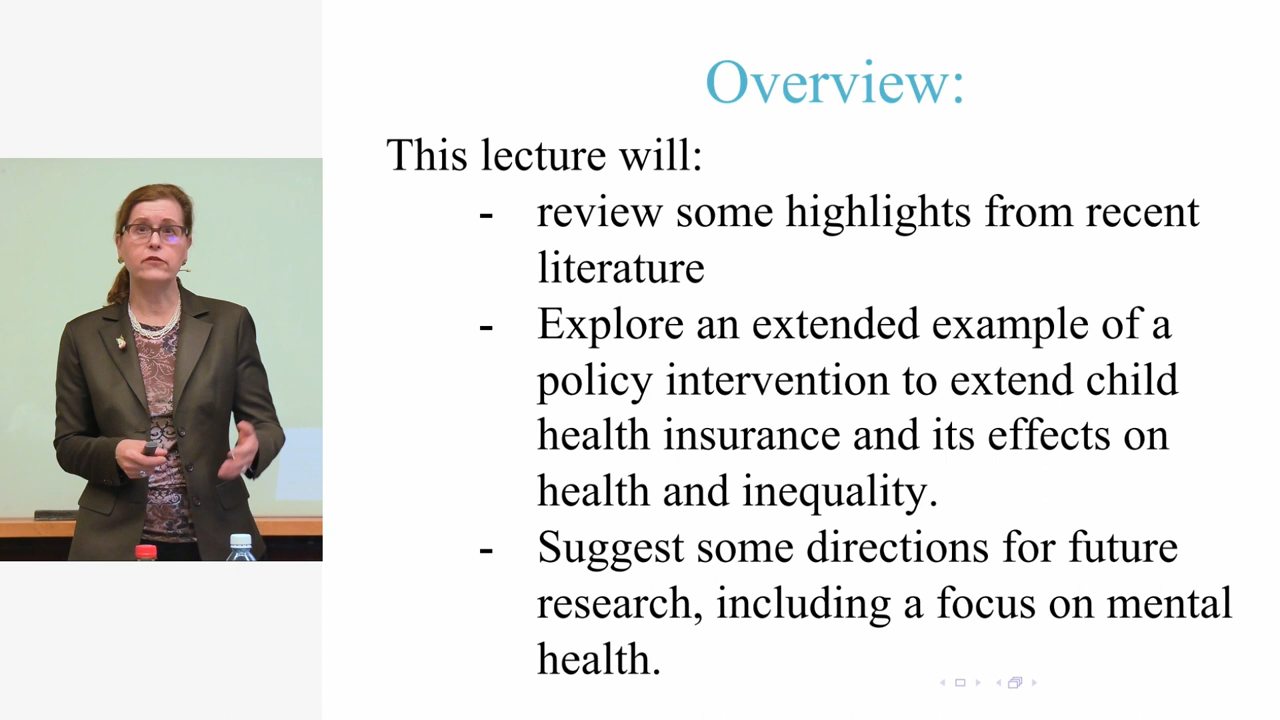 Overview:
This lecture will:
- review some highlights from recent
literature
- Explore an extended example of a
policy intervention to extend child
health insurance and its effects on
health and inequality.
- Suggest some directions for future
research, including a focus on mental
health.